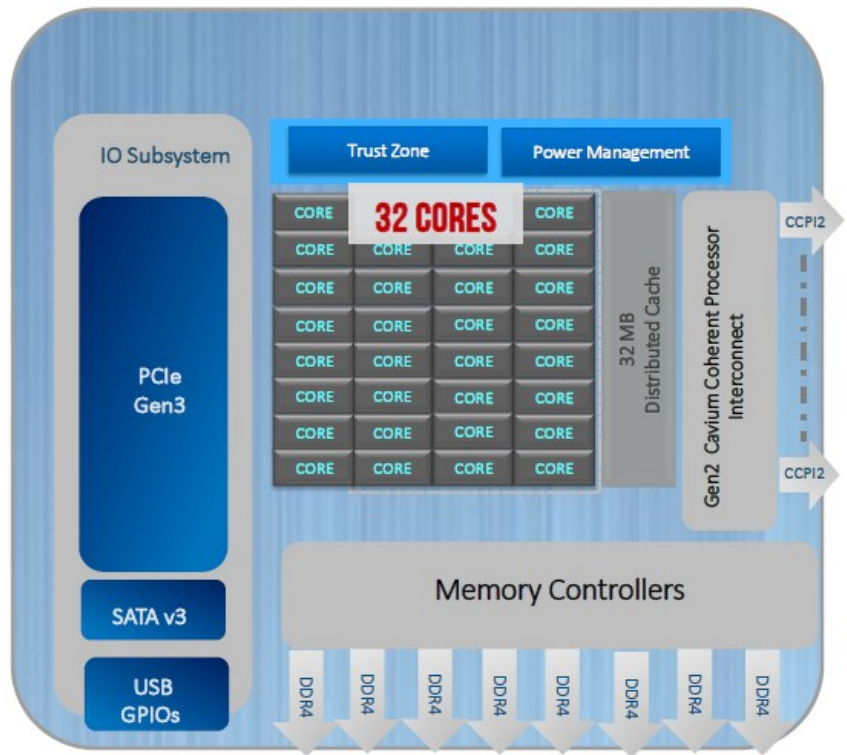 IO Subsystem
PCIe
Gen3
SATA v3
USB
GPIOs
Trust Zone
Power Management
32 CORES
CORE CORE
CORE CORE CORE CORE
CORE CORE CORE CORE
CORE CORE CORE CORE
CORE CORE CORE CORE
CORE CORE CORE CORE
CORE CORE CORE CORE
CORE CORE CORE CORE
32 MB
Distributed Cache
Gen2 Cavium Coherent Processor
Interconnect
CCPI2
CCPI2
Memory Controllers
DDR4 DDR4 DDR4 DDR4 DDR4 DDR4 DDR4 DDR4